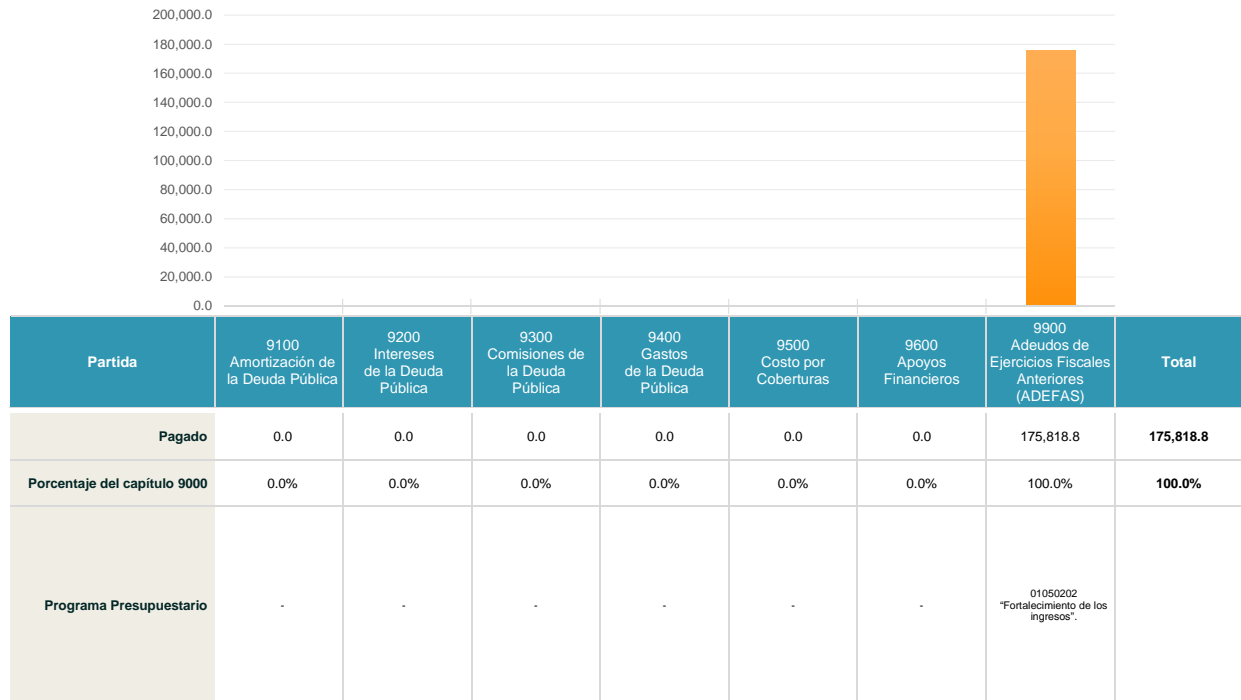 200,000.0
180,000.0
160,000.0
140,000.0
120,000.0
100,000.0
80,000.0
60,000.0
40,000.0
20,000.0
0.0
Partida
9100
Amortización de
la Deuda Pública
9200
Intereses
de la Deuda
Pública
9300
Comisiones de
la Deuda
Pública
9400
Gastos
de la Deuda
Pública
9500
Costo por
Coberturas
9600
Apoyos
Financieros
9900
Adeudos de
Ejercicios Fiscales
Anteriores
(ADEFAS)
Total
Pagado 0.0 0.0 0.0 0.0 0.0 0.0 175,818.8 175,818.8
Porcentaje del capítulo 9000 0.0% 0.0% 0.0% 0.0% 0.0% 0.0% 100.0% 100.0%
Programa Presupuestario - - - - - -
01050202
"Fortalecimiento de los
ingresos".